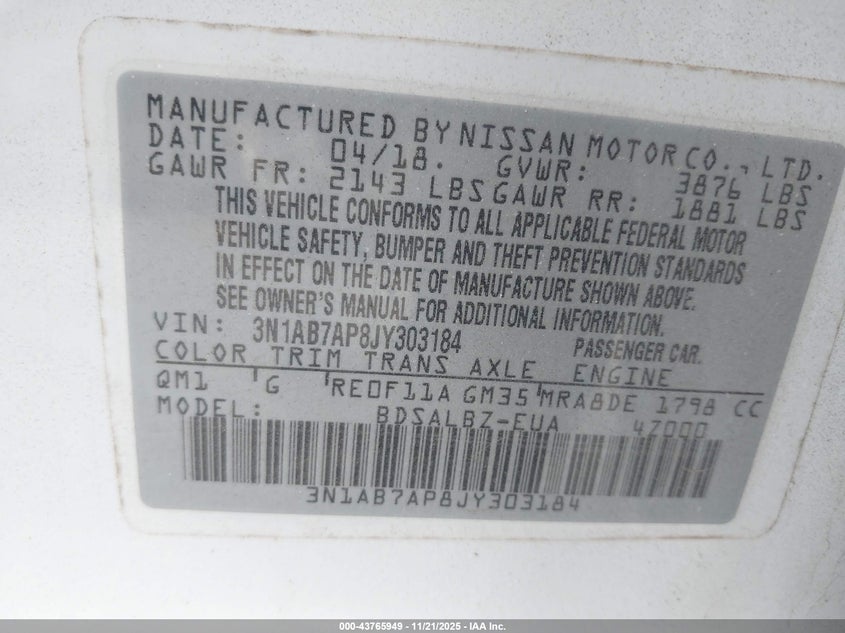 MANUFACTURED BY NISSAN MOTOR CO., LTD.
DATE: 04/18. GVWR: 3876 LBS
GAWR FR: 2143 LBS GAWR RR: 1881 LBS
THIS VEHICLE CONFORMS TO ALL APPLICABLE FEDERAL MOTOR
VEHICLE SAFETY, BUMPER AND THEFT PREVENTION STANDARDS
IN EFFECT ON THE DATE OF MANUFACTURE SHOWN ABOVE.
SEE OWNER'S MANUAL FOR ADDITIONAL INFORMATION.
VIN: 3N1AB7AP8JY303184 PASSENGER CAR.
COLOR TRIM TRANS AXLE ENGINE
QM1 G RE0F11A GM35 MRA8DE 1798 CC
MODEL: BDSALBZ-EUA 47000
3N1AB7AP8JY303184
000-43765949 - 11/21/2025 - IAA Inc.